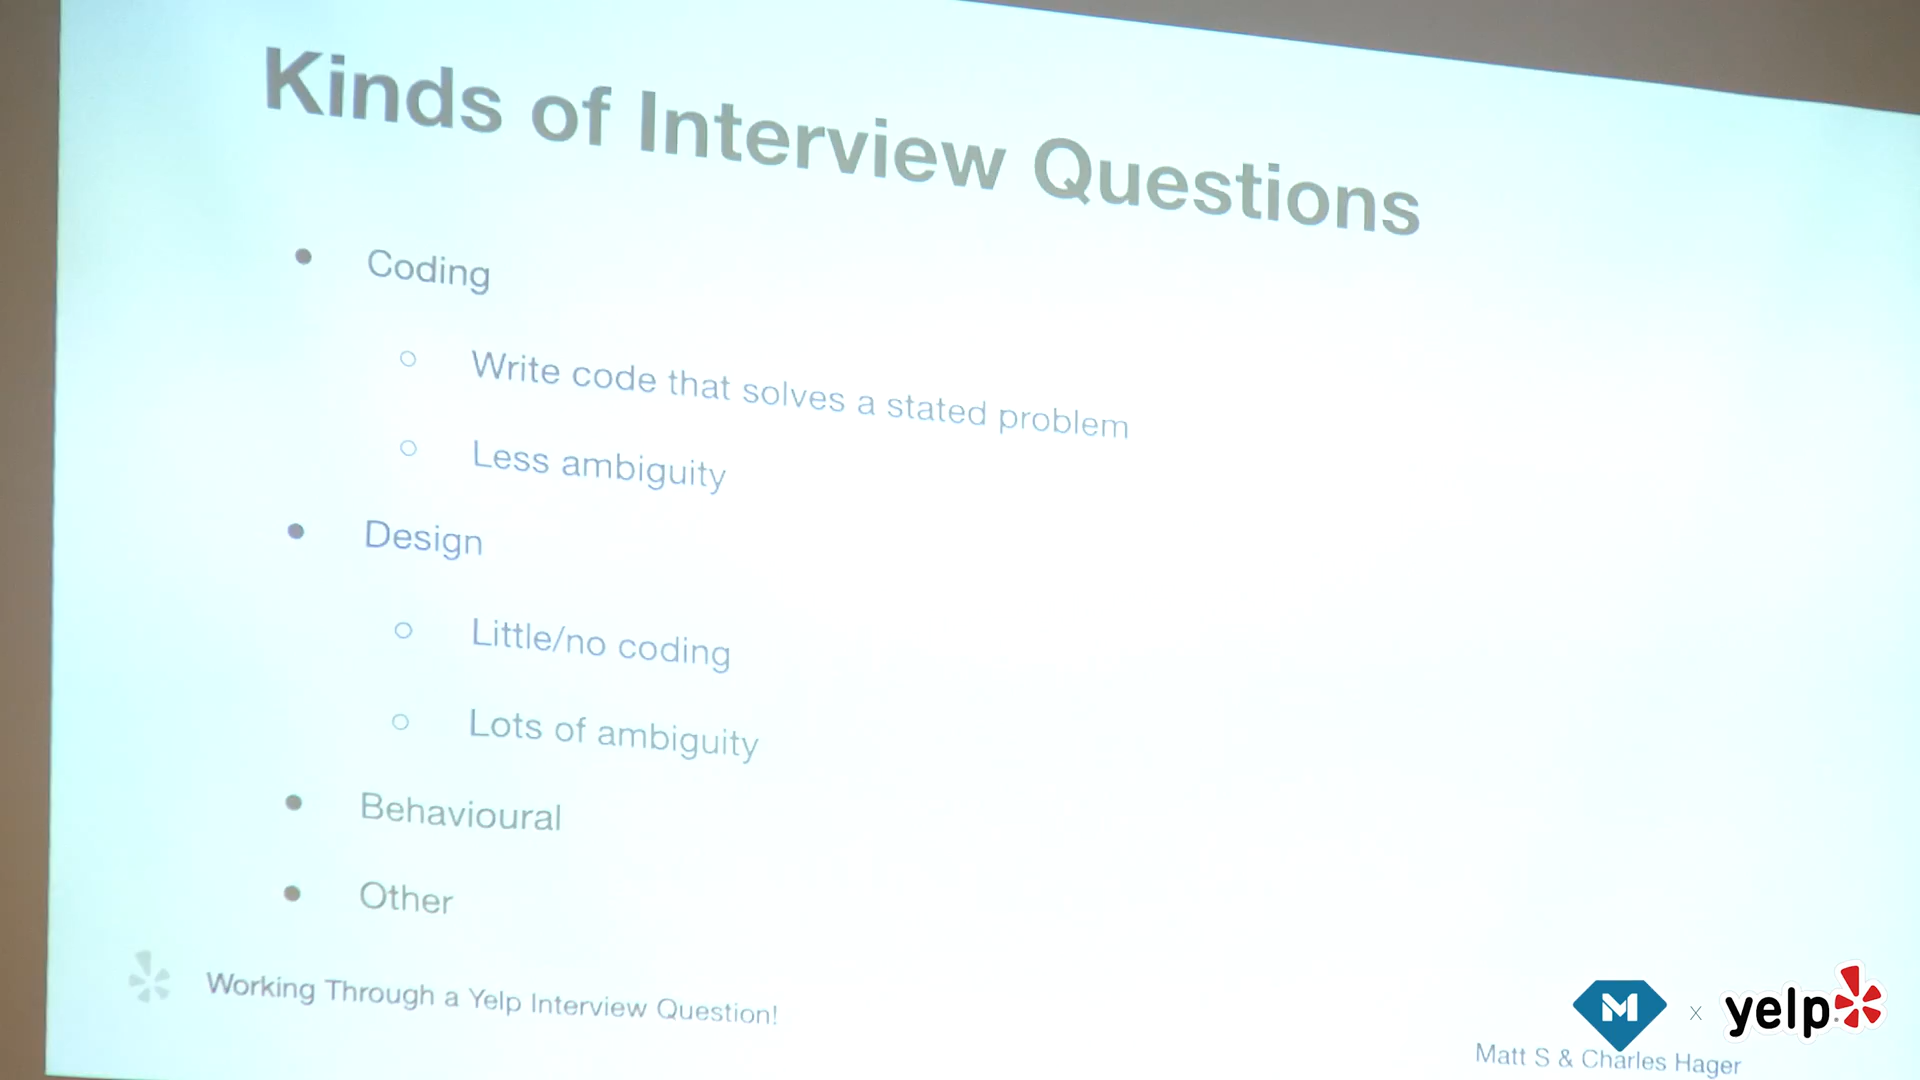 Kinds of Interview Questions
Coding
Write code that solves a stated problem
Less ambiguity
Design
Little/no coding
Lots of ambiguity
Behavioural
Other
Working Through a Yelp Interview Question!
M x yelp
Matt S & Charles Hager